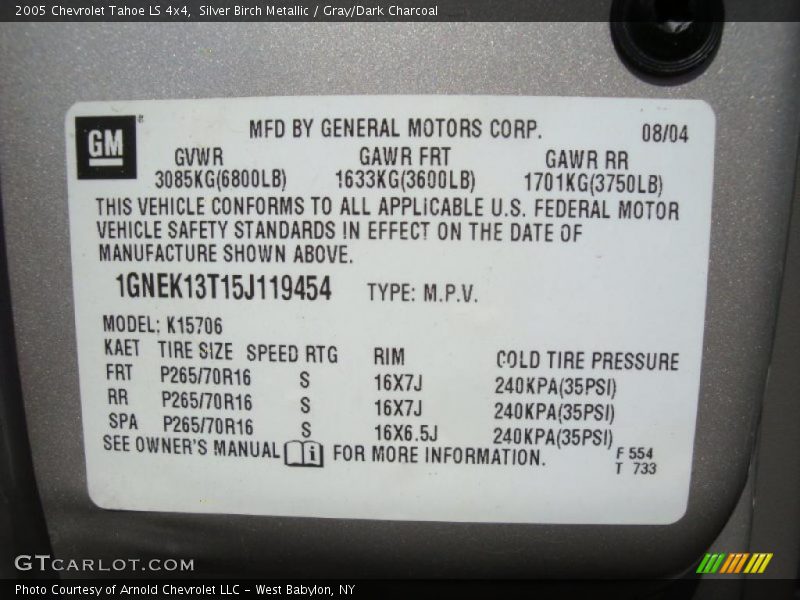 2005 Chevrolet Tahoe LS 4x4, Silver Birch Metallic / Gray/Dark Charcoal
GM
MFD BY GENERAL MOTORS CORP. 08/04
GVWR GAWR FRT GAWR RR
3085KG(6800LB) 1633KG(3600LB) 1701KG(3750LB)
THIS VEHICLE CONFORMS TO ALL APPLICABLE U.S. FEDERAL MOTOR
VEHICLE SAFETY STANDARDS IN EFFECT ON THE DATE OF
MANUFACTURE SHOWN ABOVE.
1GNEK13T15J119454 TYPE: M.P.V.
MODEL: K15706
KAET TIRE SIZE SPEED RTG RIM COLD TIRE PRESSURE
FRT P265/70R16 S 16X7J 240KPA(35PSI)
RR P265/70R16 S 16X7J 240KPA(35PSI)
SPA P265/70R16 S 16X6.5J 240KPA(35PSI)
SEE OWNER'S MANUAL i FOR MORE INFORMATION.
F 554
T 733
GTCARLOT.COM
Photo Courtesy of Arnold Chevrolet LLC - West Babylon, NY